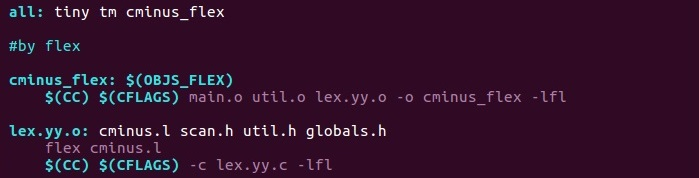 all: tiny tm cminus_flex
#by flex
cminus_flex: $(OBJS_FLEX)
$(CC) $(CFLAGS) main.o util.o lex.yy.o -o cminus_flex -lfl
lex.yy.o: cminus.l scan.h util.h globals.h
flex cminus.l
$(CC) $(CFLAGS) -c lex.yy.c -lfl